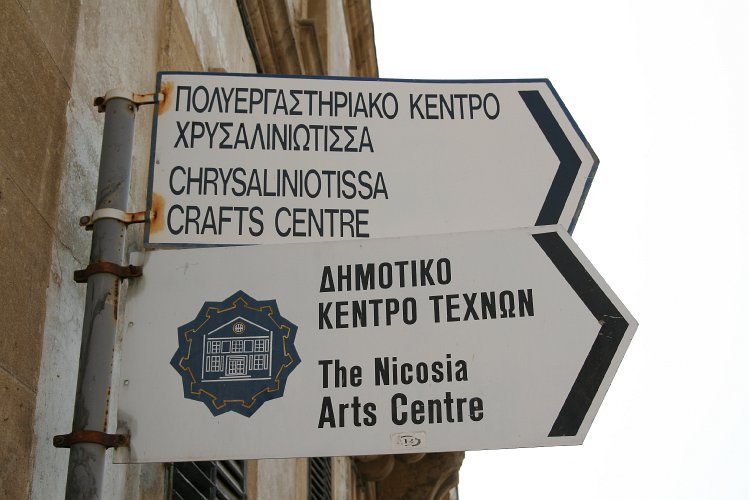 ΠΟΛΥΕΡΓΑΣΤΗΡΙΑΚΟ ΚΕΝΤΡΟ
ΧΡΥΣΑΛΙΝΙΩΤΙΣΣΑ
CHRYSALINIOTISSA
CRAFTS CENTRE
ΔΗΜΟΤΙΚΟ
ΚΕΝΤΡΟ ΤΕΧΝΩΝ
The Nicosia
Arts Centre